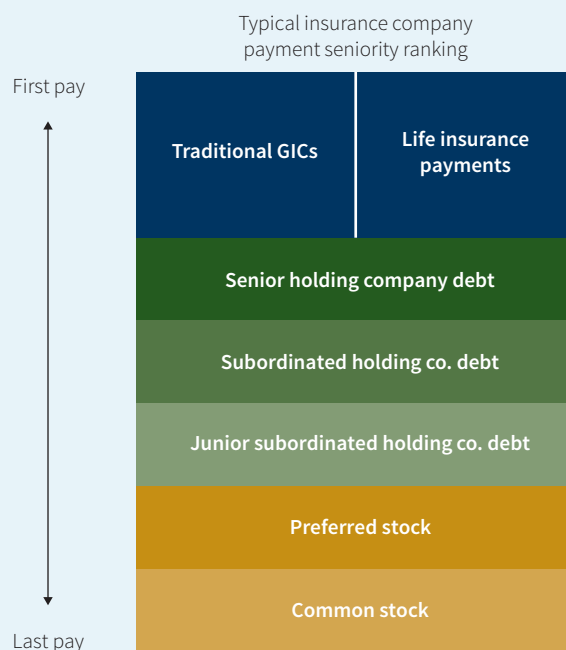 Typical insurance company
payment seniority ranking
First pay
Traditional GICs
Life insurance
payments
Senior holding company debt
Subordinated holding co. debt
Junior subordinated holding co. debt
Preferred stock
Common stock
Last pay